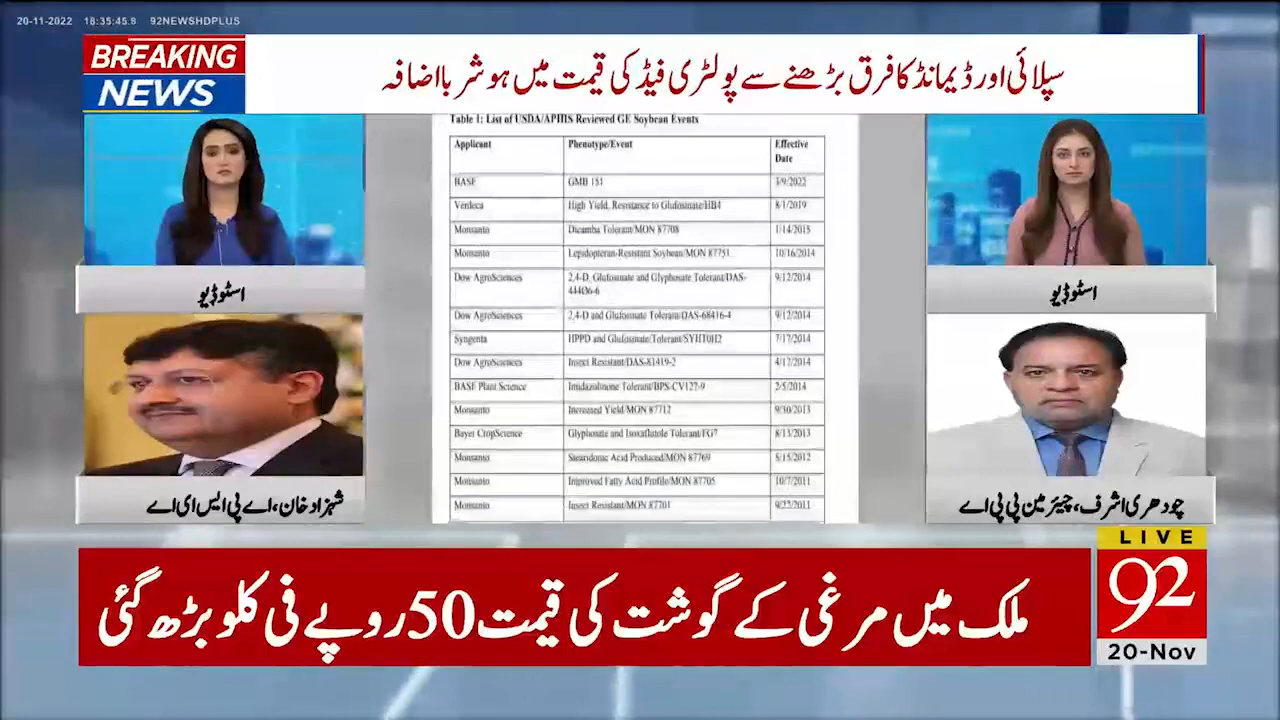 20-11-2022 18:35:45.8 92NEWSHDPLUS
BREAKING
NEWS
سپلائی اور ڈیمانڈ کا فرق بڑھنے سے پولٹری فیڈ کی قیمت میں ہوشربا اضافہ
Table 1: List of USDA/APHIS Reviewed GE Soybean Events
Applicant Phenotype/Event Effective Date
BASF GMB 151
Verdeca High Yield, Resistance to Glufosinate/HB4 8/1/2019
Monsanto Dicamba Tolerant/MON 87708 1/14/2015
Monsanto Lepidopteran-Resistant Soybean/MON 87751 10/16/2014
Dow AgroSciences 2,4-D, Glufosinate and Glyphosate Tolerant/DAS-44406-6 9/12/2014
Dow AgroSciences 2,4-D and Glufosinate Tolerant/DAS-68416-4 9/12/2014
Syngenta HPPD and Glufosinate/Tolerant/SYHT0H2 7/17/2014
Dow AgroSciences Insect Resistant/DAS-81419-2 4/17/2014
BASF Plant Science Imidazolinone Tolerant/BPS-CV127-9 2/5/2014
Monsanto Increased Yield/MON 87712 9/30/2013
Bayer CropScience Glyphosate and Isoxaflutole Tolerant/FG7 8/13/2013
Monsanto Stearidonic Acid Produced/MON 87769 5/15/2012
Monsanto Improved Fatty Acid Profile/MON 87705 10/7/2011
Monsanto Insect Resistant/MON 87701 9/22/2011
اسٹوڈیو
اسٹوڈیو
شہزاد خان، اے پی ایس ای اے
چودھری اشرف، چیئرمین پی پی اے
ملک میں مرغی کے گوشت کی قیمت 50 روپے فی کلو بڑھ گئی
LIVE
92
20-Nov